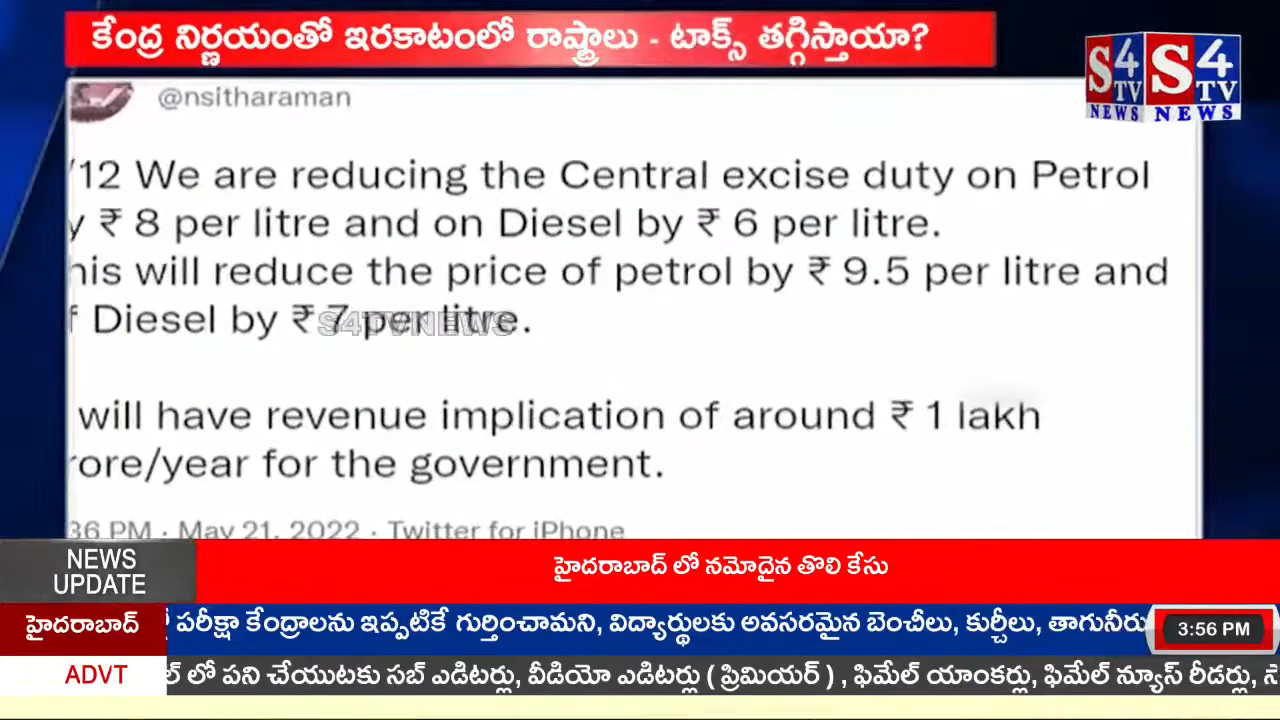 కేంద్ర నిర్ణయంతో ఇరకాటంలో రాష్ట్రాలు - టాక్స్ తగ్గిస్తాయా?
S4 TV NEWS S4 TV NEWS
@nsitharaman
/12 We are reducing the Central excise duty on Petrol
y ₹ 8 per litre and on Diesel by ₹ 6 per litre.
his will reduce the price of petrol by ₹ 9.5 per litre and
f Diesel by ₹ 7 per litre.
S4TVNEWS
will have revenue implication of around ₹ 1 lakh
rore/year for the government.
36 PM · May 21, 2022 · Twitter for iPhone
NEWS UPDATE
హైదరాబాద్ లో నమోదైన తొలి కేసు
హైదరాబాద్
పరీక్షా కేంద్రాలను ఇప్పటికే గుర్తించామని, విద్యార్థులకు అవసరమైన బెంచీలు, కుర్చీలు, తాగునీరు
3:56 PM
ADVT
ల్ లో పని చేయుటకు సబ్ ఎడిటర్లు, వీడియో ఎడిటర్లు ( ప్రిమియర్ ) , ఫిమేల్ యాంకర్లు, ఫిమేల్ న్యూస్ రీడర్లు,